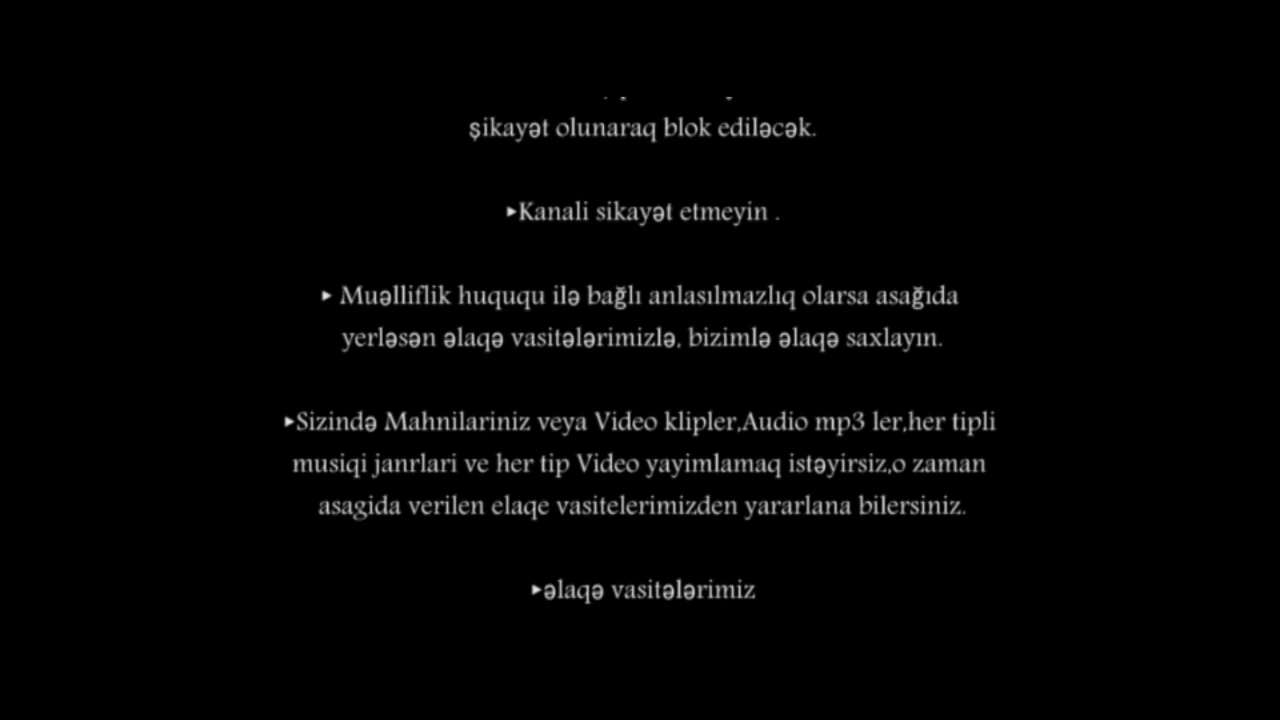 şikayət olunaraq blok ediləcək.
▸Kanali sikayət etmeyin .
▸ Muəlliflik huququ ilə bağlı anlasılmazlıq olarsa asağıda
yerləsən əlaqə vasitələrimizlə, bizimlə əlaqə saxlayın.
▸Sizində Mahnilariniz veya Video klipler,Audio mp3 ler,her tipli
musiqi janrlari ve her tip Video yayimlamaq istəyirsiz,o zaman
asagida verilen elaqe vasitelerimizden yararlana bilersiniz.
▸əlaqə vasitələrimiz